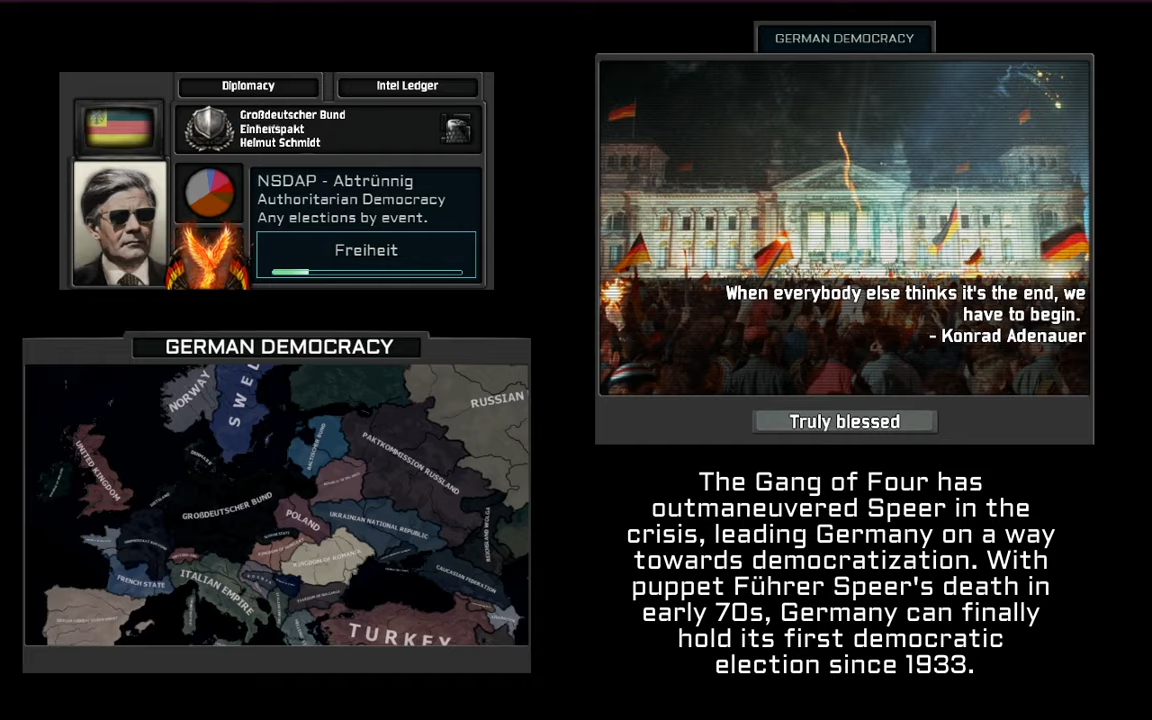 Diplomacy
Intel Ledger
Großdeutscher Bund
Einheitspakt
Helmut Schmidt
NSDAP - Abtrünnig
Authoritarian Democracy
Any elections by event.
Freiheit
GERMAN DEMOCRACY
NORWAY
SWE
RUSSIAN
UNITED KINGDOM
DENMARK
BALTISCHER BUND
PAKTKOMMISSION RUSSLAND
GROßDEUTSCHER BUND
POLAND
UKRAINIAN NATIONAL REPUBLIC
KINGDOM OF ROMANIA
FRENCH STATE
ITALIAN EMPIRE
CAUCASIAN FEDERATION
TURKEY
GERMAN DEMOCRACY
When everybody else thinks it's the end, we
have to begin.
- Konrad Adenauer
Truly blessed
The Gang of Four has
outmaneuvered Speer in the
crisis, leading Germany on a way
towards democratization. With
puppet Führer Speer's death in
early 70s, Germany can finally
hold its first democratic
election since 1933.